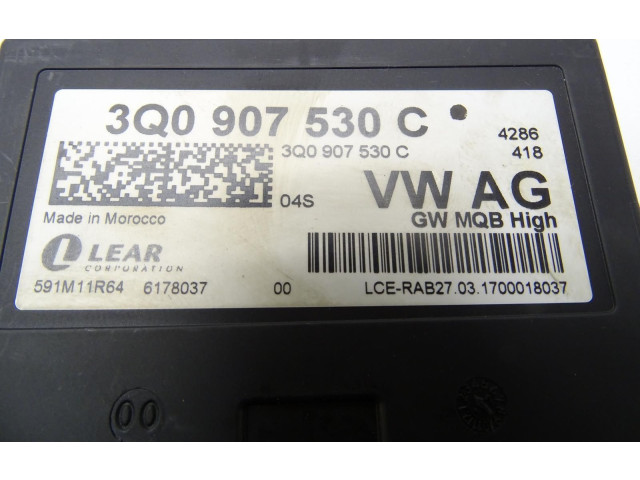 3Q0 907 530 C
4286
3Q0 907 530 C
418
04S
VW AG
Made in Morocco
GW MQB High
LEAR
CORPORATION
591M11R64 6178037 00 LCE-RAB27.03.1700018037
00